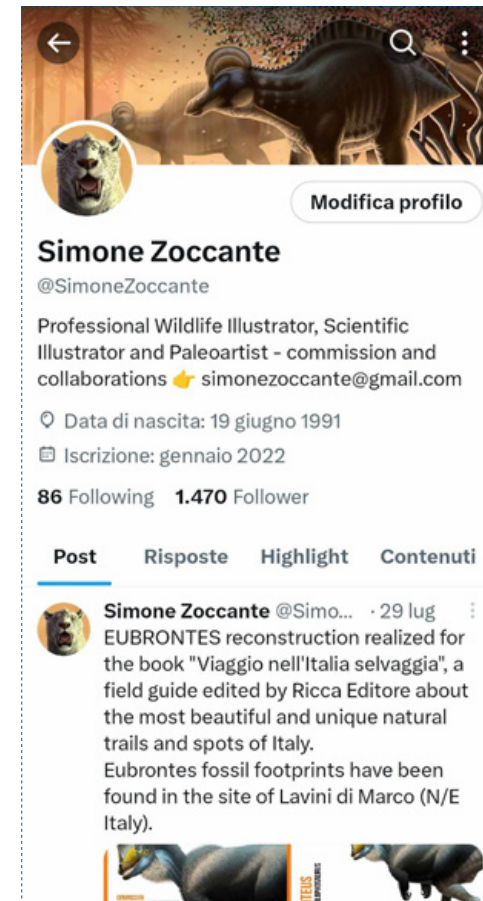 Modifica profilo
Simone Zoccante
@SimoneZoccante
Professional Wildlife Illustrator, Scientific
Illustrator and Paleoartist - commission and
collaborations 👉 simonezoccante@gmail.com
Data di nascita: 19 giugno 1991
Iscrizione: gennaio 2022
86 Following 1.470 Follower
Post Risposte Highlight Contenuti
Simone Zoccante @Simo... · 29 lug
EUBRONTES reconstruction realized for
the book "Viaggio nell'Italia selvaggia", a
field guide edited by Ricca Editore about
the most beautiful and unique natural
trails and spots of Italy.
Eubrontes fossil footprints have been
found in the site of Lavini di Marco (N/E
Italy).